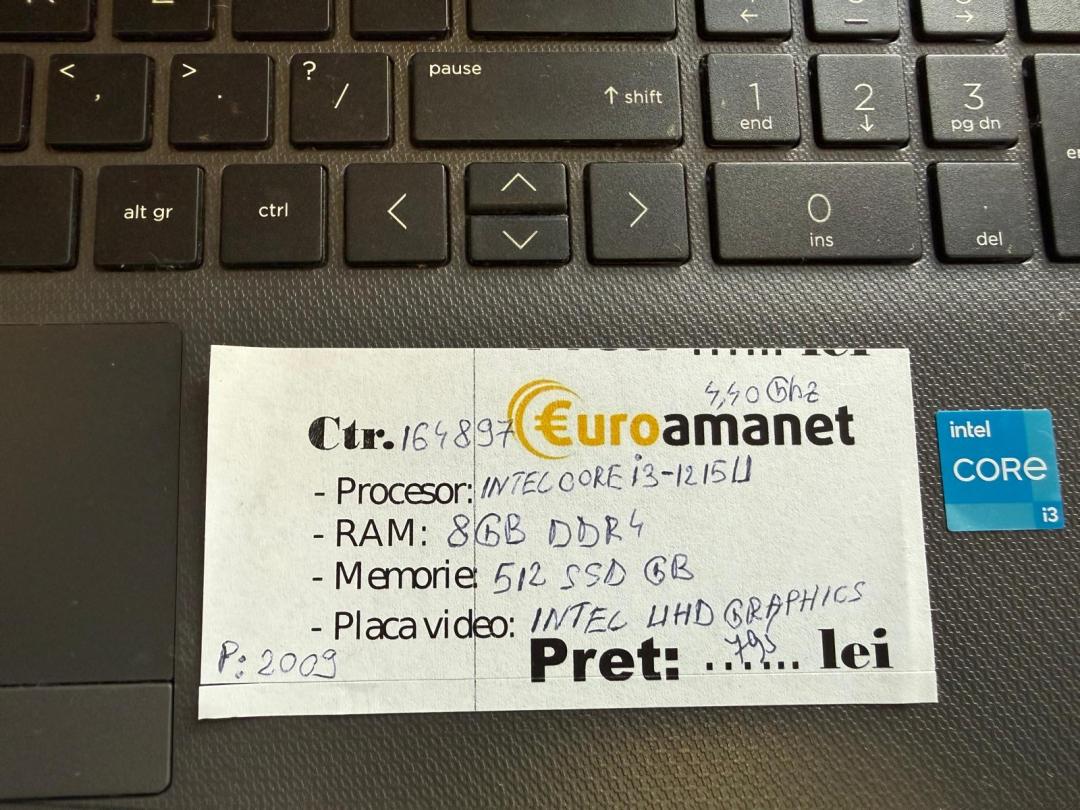 ←
→
< ,
> .
? /
pause
↑ shift
1 end
2 ↓
3 pg dn
alt gr
ctrl
<
>
0 ins
. del
lei
4,40 Ghz
Ctr. 164897 €uroamanet
- Procesor: INTEL CORE i3-1215U
- RAM: 8GB DDR4
- Memorie: 512 SSD GB
- Placa video: INTEL UHD GRAPHICS
P: 2009
Pret: ...795... lei
intel
CORE
i3